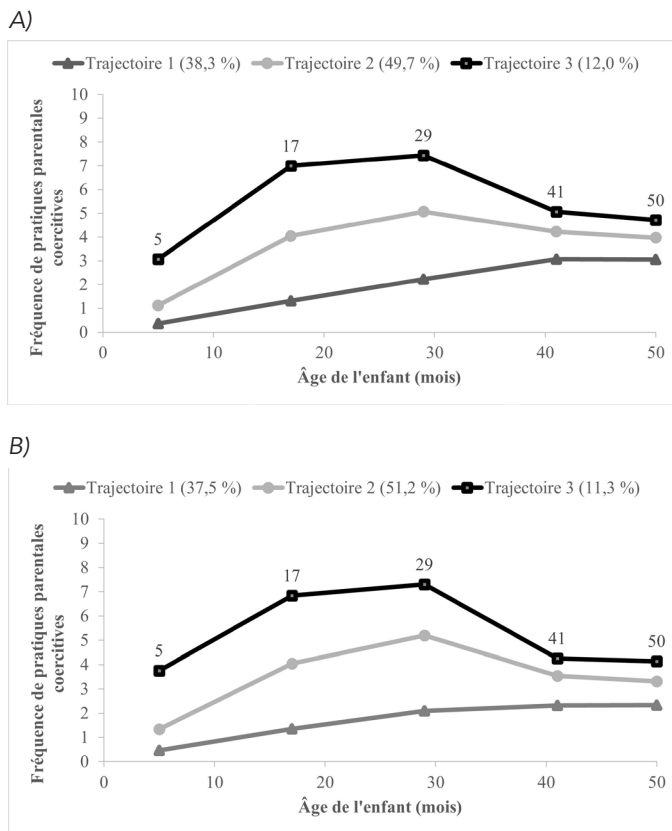 A)
Trajectoire 1 (38,3 %) Trajectoire 2 (49,7 %) Trajectoire 3 (12,0 %)
Fréquence de pratiques parentales
coercitives
10
9
8
7
6
5
4
3
2
1
0
5
17
29
41
50
0 10 20 30 40 50
Âge de l'enfant (mois)
B)
Trajectoire 1 (37,5 %) Trajectoire 2 (51,2 %) Trajectoire 3 (11,3 %)
Fréquence de pratiques parentales
coercitives
10
9
8
7
6
5
4
3
2
1
0
5
17
29
41
50
0 10 20 30 40 50
Âge de l'enfant (mois)